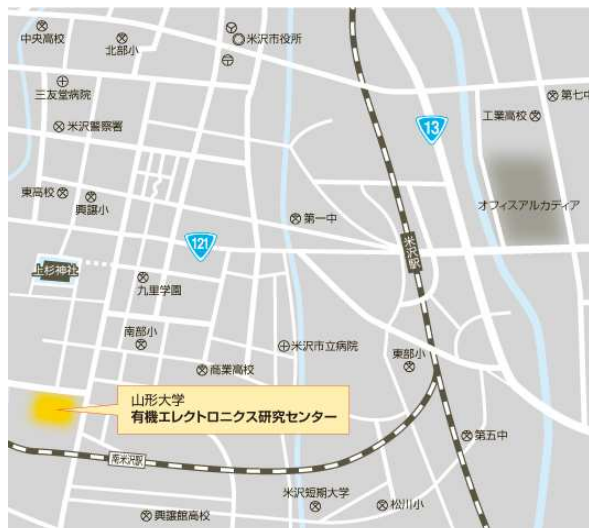 中央高校
北部小
米沢市役所
三友堂病院
第七中
工業高校
13
米沢警察署
東高校
興譲小
オフィスアルカディア
第一中
121
米沢駅
上杉神社
九里学園
南部小
米沢市立病院
商業高校
東部小
山形大学
有機エレクトロニクス研究センター
第五中
南米沢駅
米沢短期大学
松川小
興譲館高校